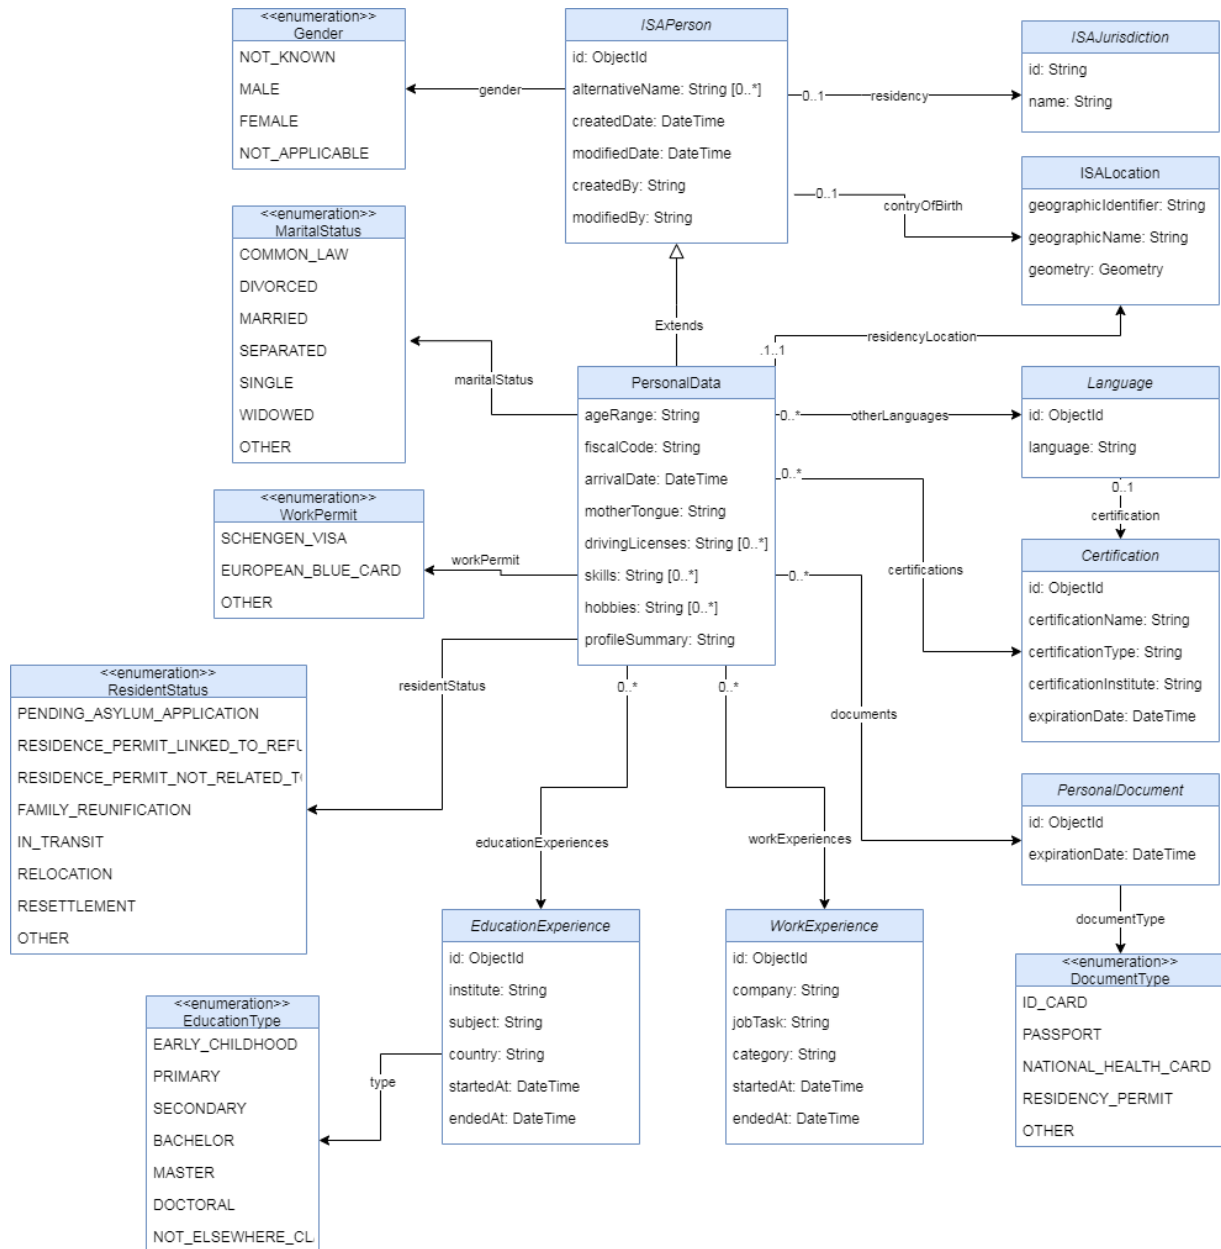 <<enumeration>>
Gender
NOT_KNOWN
MALE
FEMALE
NOT_APPLICABLE
gender
ISAPerson
id: ObjectId
alternativeName: String [0..*]
createdDate: DateTime
modifiedDate: DateTime
createdBy: String
modifiedBy: String
0..1
residency
ISAJurisdiction
id: String
name: String
0..1
contryOfBirth
ISALocation
geographicIdentifier: String
geographicName: String
geometry: Geometry
<<enumeration>>
MaritalStatus
COMMON_LAW
DIVORCED
MARRIED
SEPARATED
SINGLE
WIDOWED
OTHER
maritalStatus
Extends
.1..1
residencyLocation
PersonalData
ageRange: String
fiscalCode: String
arrivalDate: DateTime
motherTongue: String
drivingLicenses: String [0..*]
skills: String [0..*]
hobbies: String [0..*]
profileSummary: String
0..*
otherLanguages
Language
id: ObjectId
language: String
0..1
certification
0..*
certifications
Certification
id: ObjectId
certificationName: String
certificationType: String
certificationInstitute: String
expirationDate: DateTime
<<enumeration>>
WorkPermit
SCHENGEN_VISA
EUROPEAN_BLUE_CARD
OTHER
workPermit
0..*
documents
<<enumeration>>
ResidentStatus
PENDING_ASYLUM_APPLICATION
RESIDENCE_PERMIT_LINKED_TO_REFU
RESIDENCE_PERMIT_NOT_RELATED_TO
FAMILY_REUNIFICATION
IN_TRANSIT
RELOCATION
RESETTLEMENT
OTHER
residentStatus
0..*
0..*
educationExperiences
workExperiences
PersonalDocument
id: ObjectId
expirationDate: DateTime
documentType
<<enumeration>>
DocumentType
ID_CARD
PASSPORT
NATIONAL_HEALTH_CARD
RESIDENCY_PERMIT
OTHER
EducationExperience
id: ObjectId
institute: String
subject: String
country: String
startedAt: DateTime
endedAt: DateTime
WorkExperience
id: ObjectId
company: String
jobTask: String
category: String
startedAt: DateTime
endedAt: DateTime
<<enumeration>>
EducationType
EARLY_CHILDHOOD
PRIMARY
SECONDARY
BACHELOR
MASTER
DOCTORAL
NOT_ELSEWHERE_CL
type